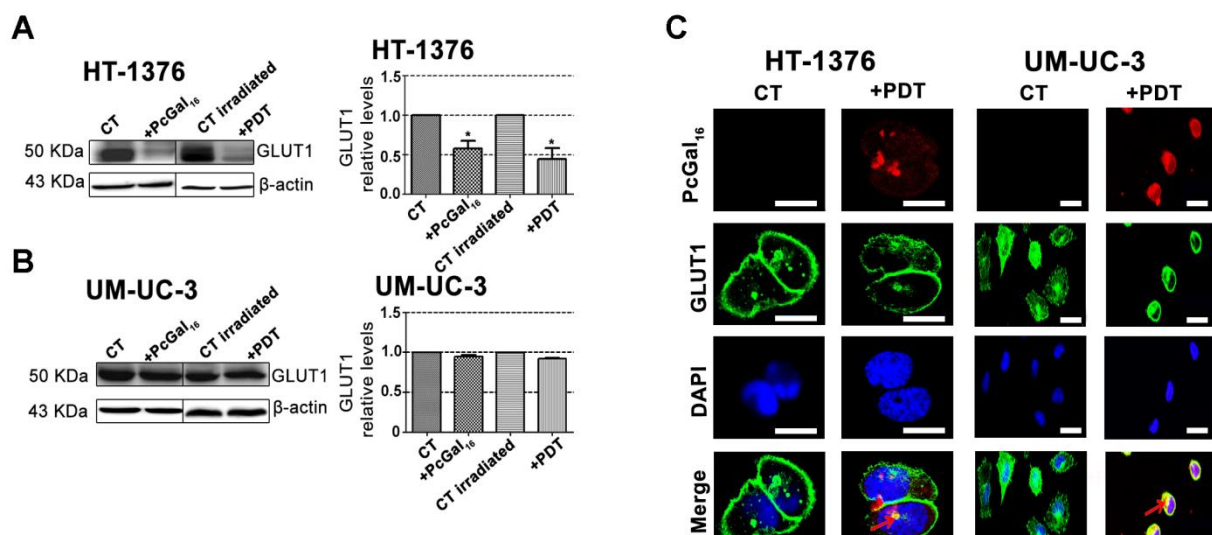 A
HT-1376
CT
+PcGal16
CT irradiated
+PDT
50 KDa
GLUT1
43 KDa
β-actin
HT-1376
GLUT1
relative levels
1.5
1.0
0.5
0.0
*
*
CT
+PcGal16
CT irradiated
+PDT
B
UM-UC-3
CT
+PcGal16
CT irradiated
+PDT
50 KDa
GLUT1
43 KDa
β-actin
UM-UC-3
GLUT1
relative levels
1.5
1.0
0.5
0
CT
+PcGal16
CT irradiated
+PDT
C
HT-1376
UM-UC-3
CT
+PDT
CT
+PDT
PcGal16
GLUT1
DAPI
Merge